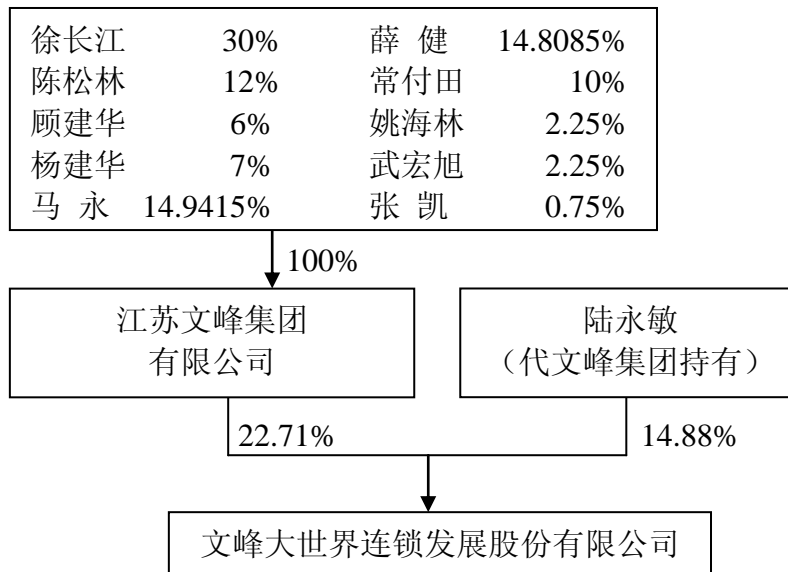 徐长江 30% 薛 健 14.8085%
陈松林 12% 常付田 10%
顾建华 6% 姚海林 2.25%
杨建华 7% 武宏旭 2.25%
马 永 14.9415% 张 凯 0.75%
100%
江苏文峰集团
有限公司
陆永敏
（代文峰集团持有）
22.71%
14.88%
文峰大世界连锁发展股份有限公司